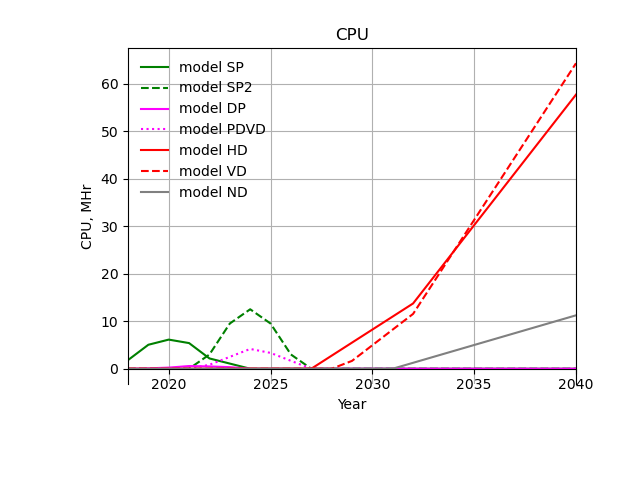 CPU
model SP
model SP2
model DP
model PDVD
model HD
model VD
model ND
CPU, MHr
60
50
40
30
20
10
0
2020 2025 2030 2035 2040
Year